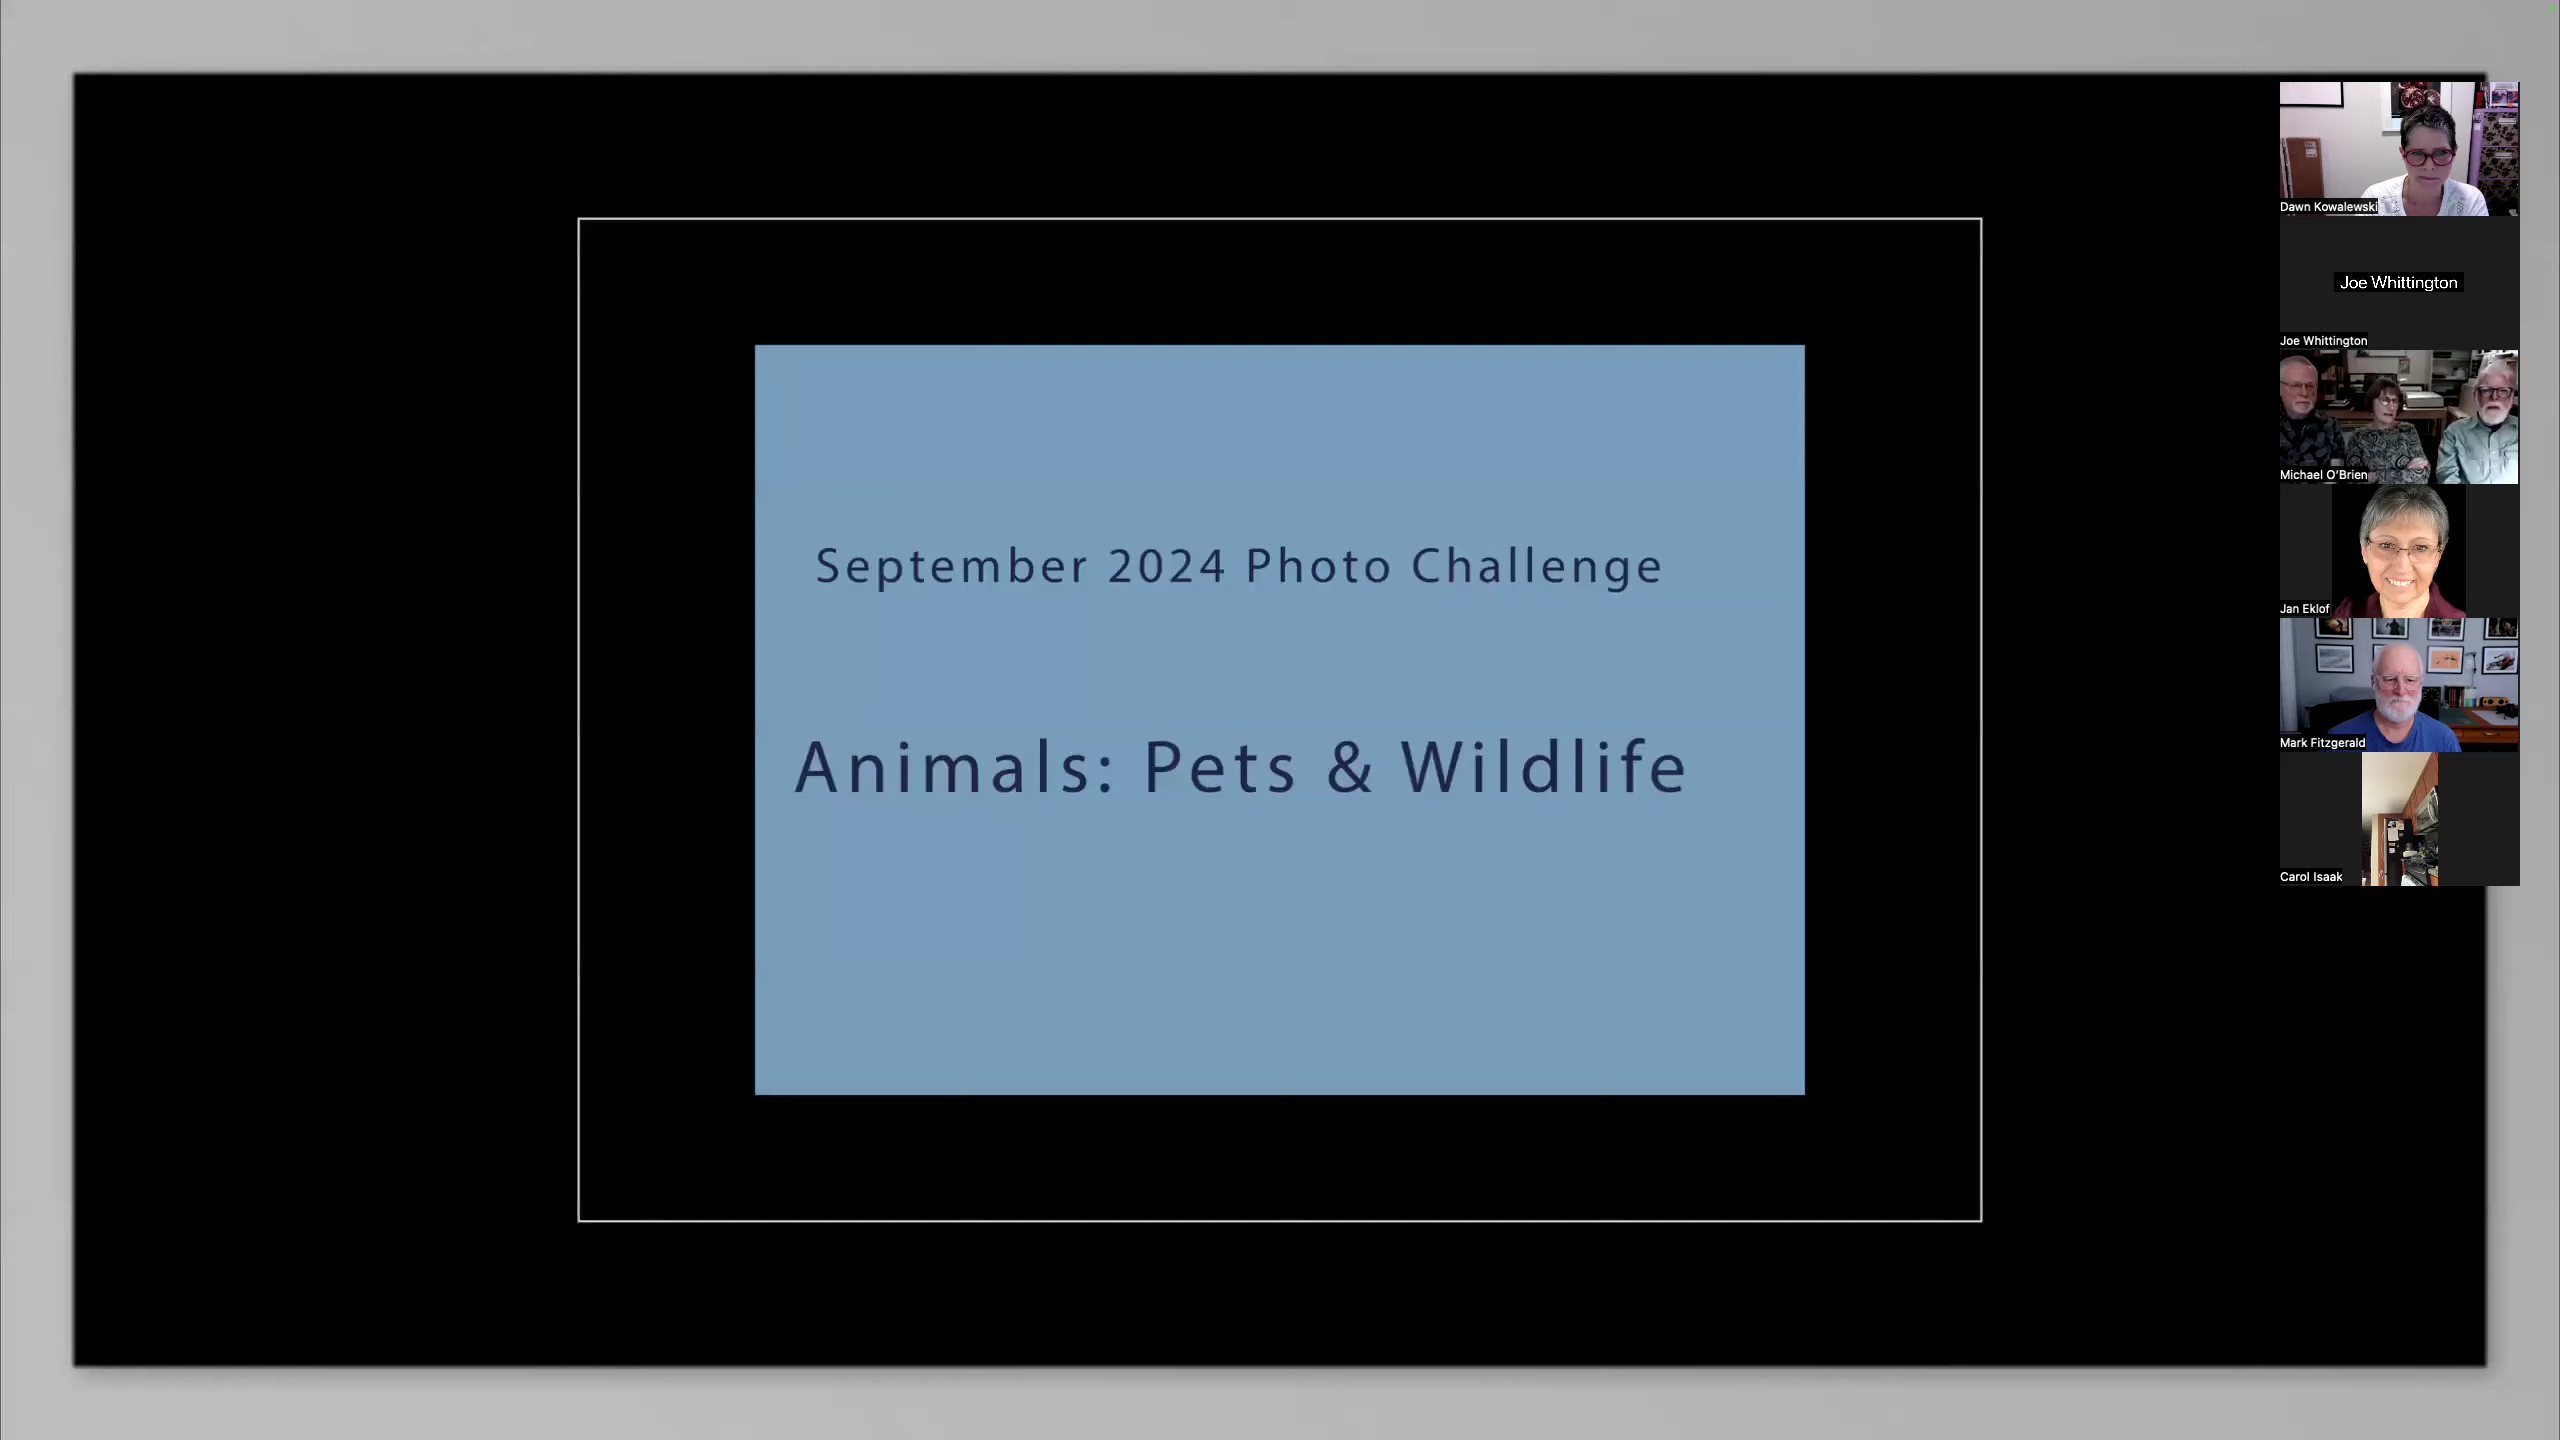 September 2024 Photo Challenge
Animals: Pets & Wildlife
Dawn Kowalewski
Joe Whittington
Joe Whittington
Michael O'Brien
Jan Eklof
Mark Fitzgerald
Carol Isaak